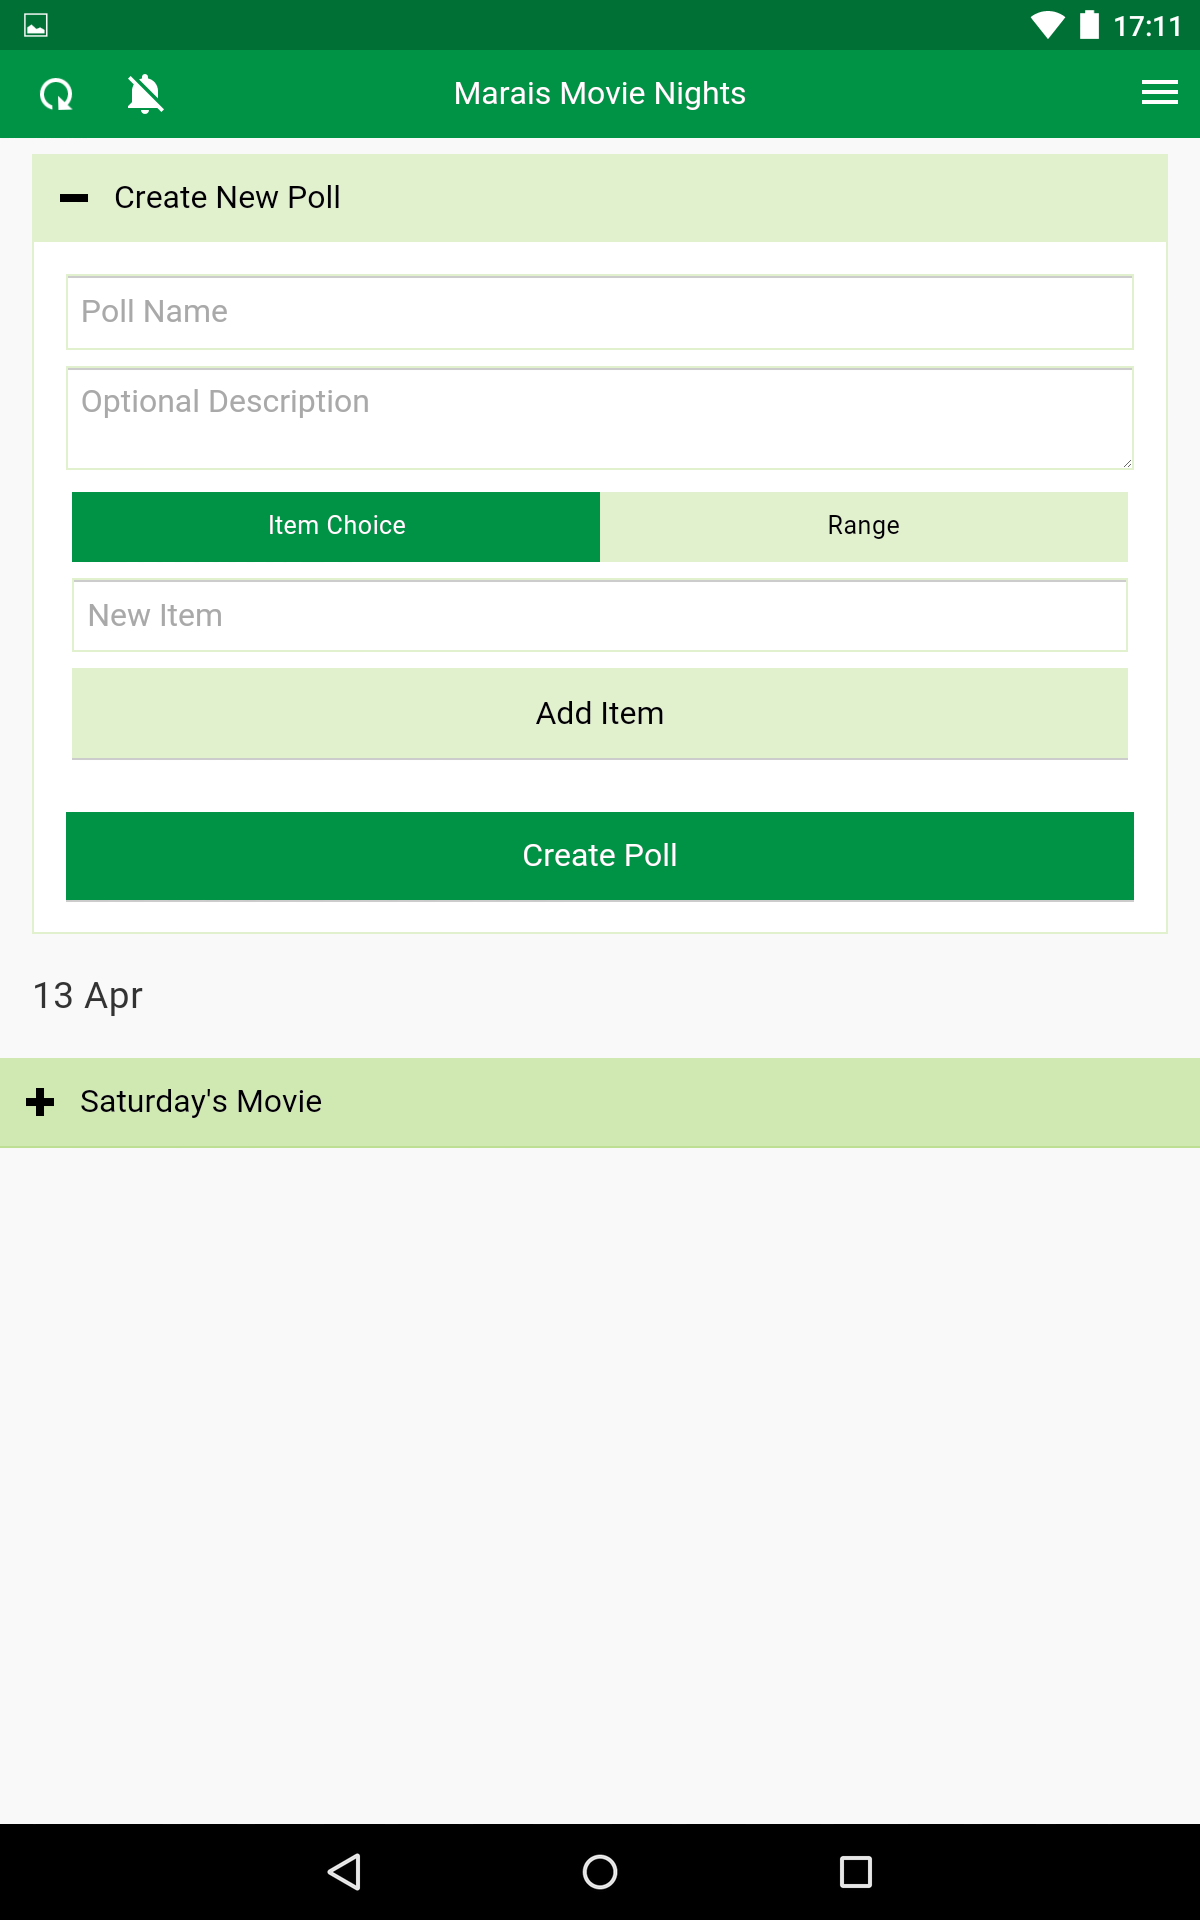 17:11
Marais Movie Nights
Create New Poll
Poll Name
Optional Description
Item Choice
Range
New Item
Add Item
Create Poll
13 Apr
Saturday's Movie